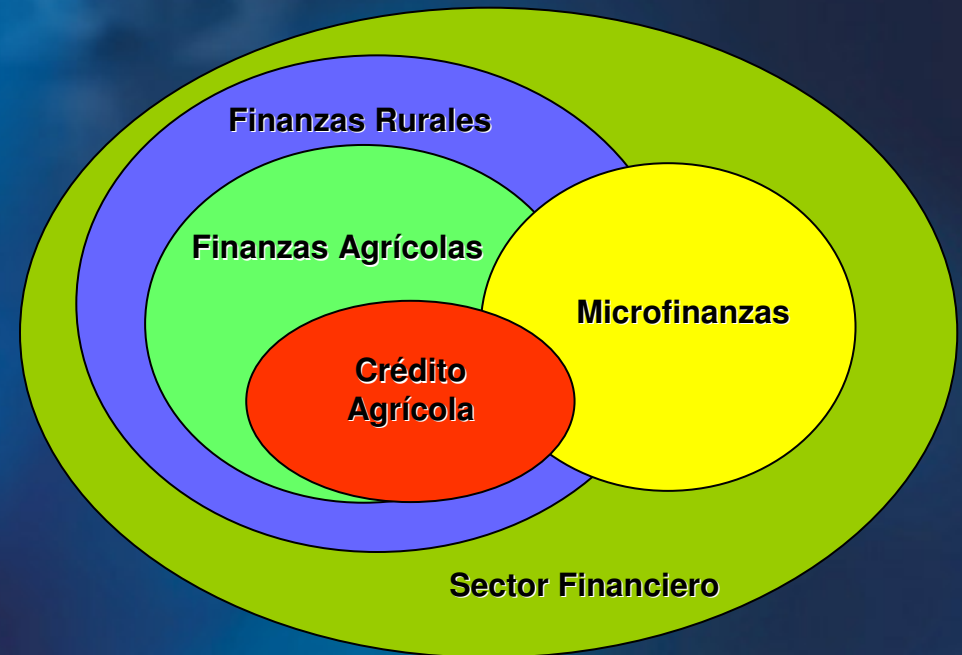 Finanzas Rurales
Finanzas Agrícolas
Microfinanzas
Crédito
Agrícola
Sector Financiero